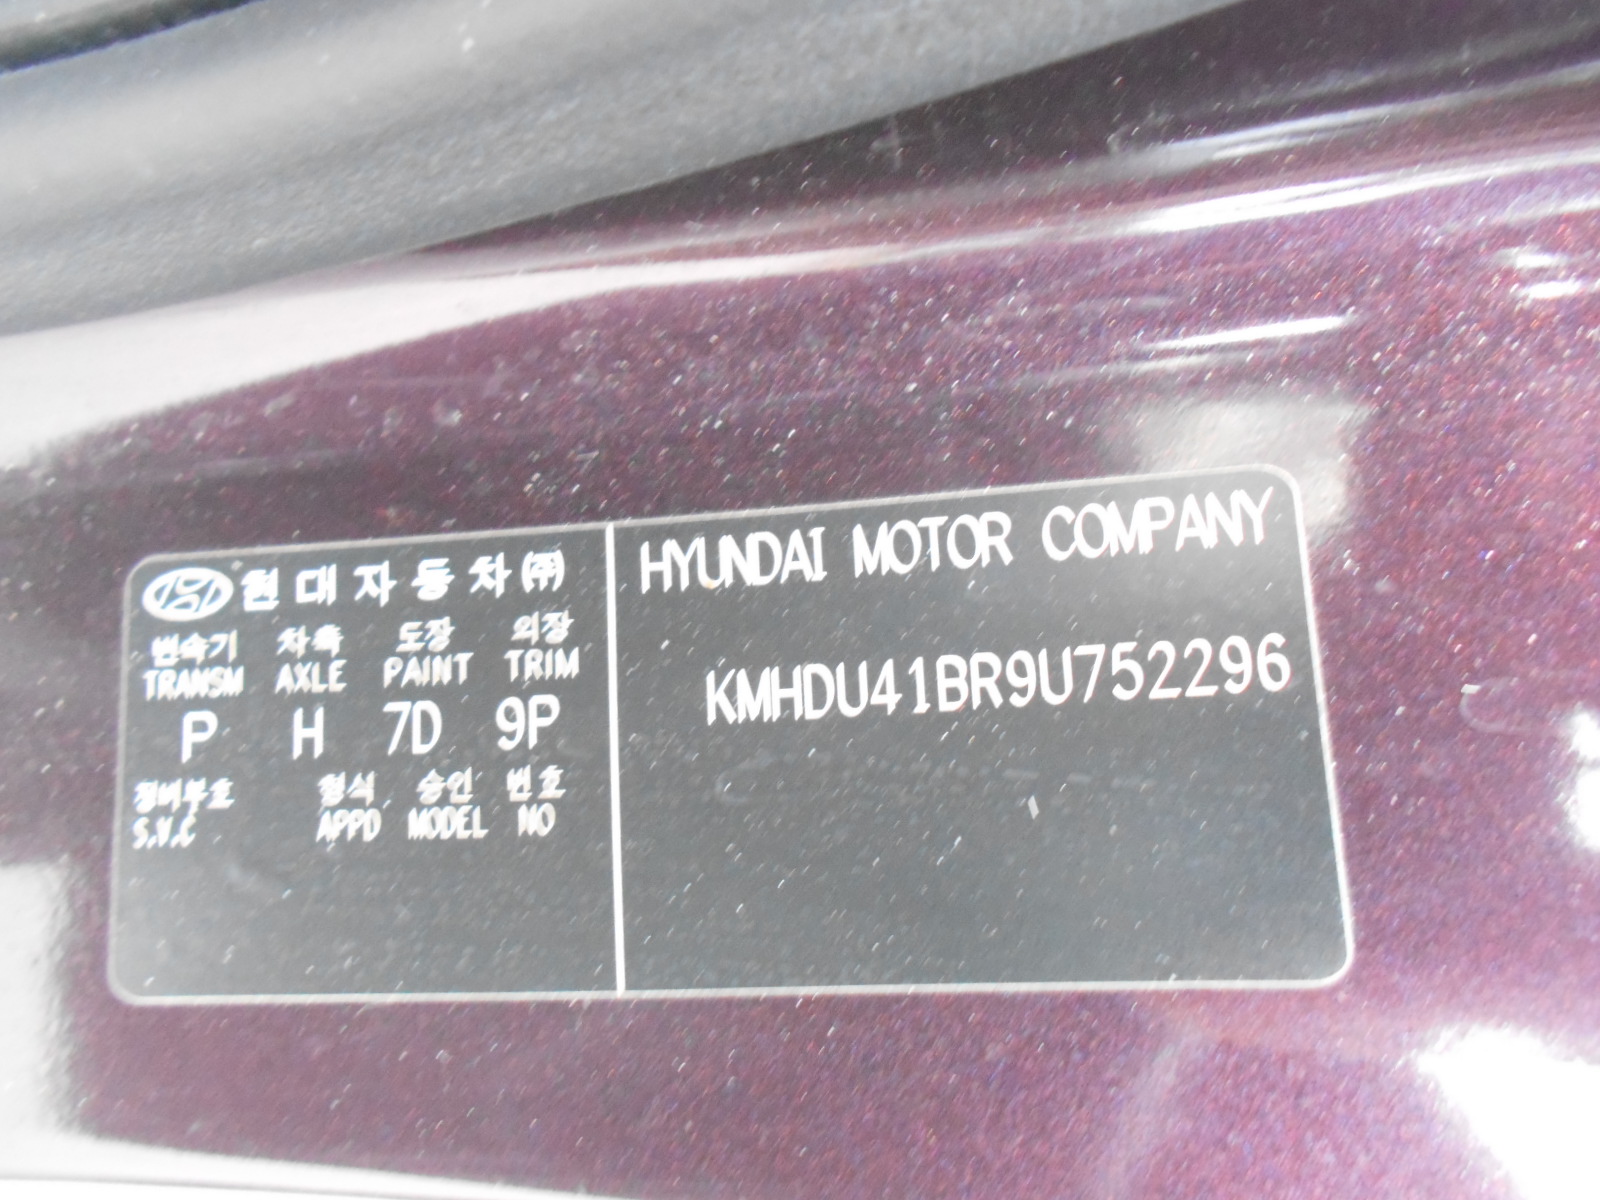 현대자동차㈜
변속기 차축 도장 외장
TRANSM AXLE PAINT TRIM
P H 7D 9P
정비부호 형식 승인 번호
S.V.C APPD MODEL NO
HYUNDAI MOTOR COMPANY
KMHDU41BR9U752296